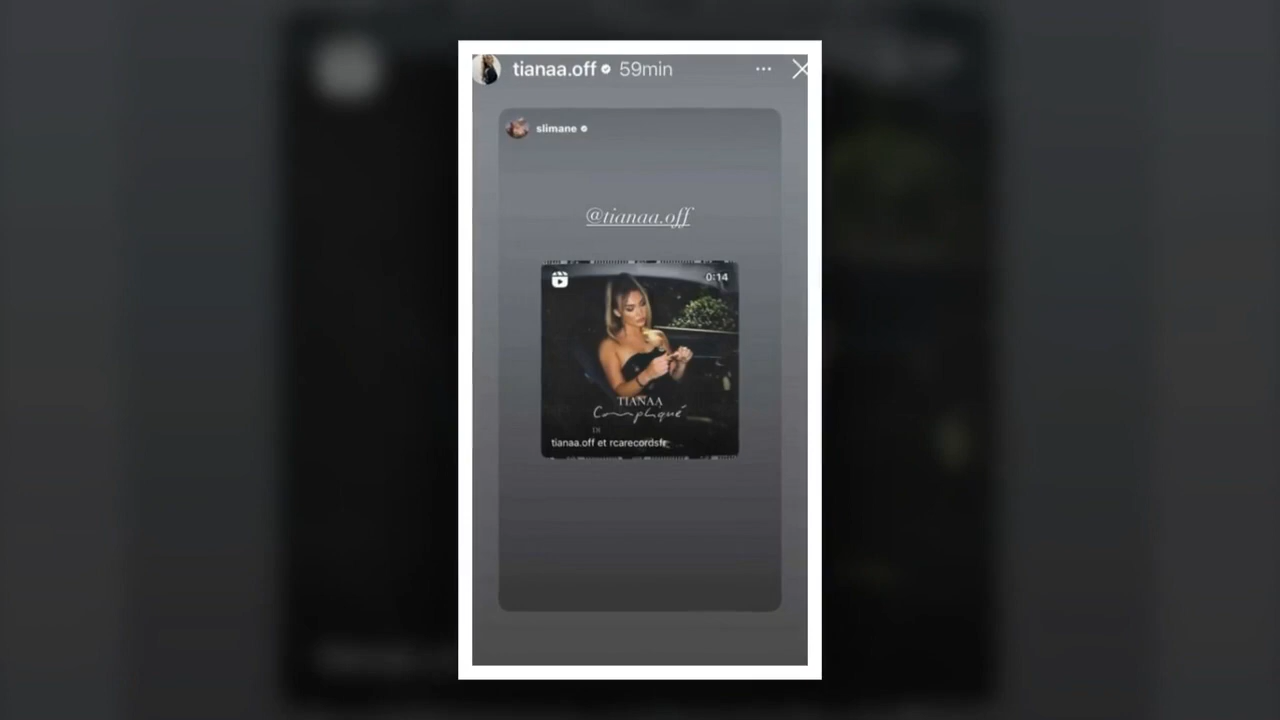 tianaa.off 59min
slimane
@tianaa.off
0:14
TIANAA
Compliqué
tianaa.off et rcarecordsfr